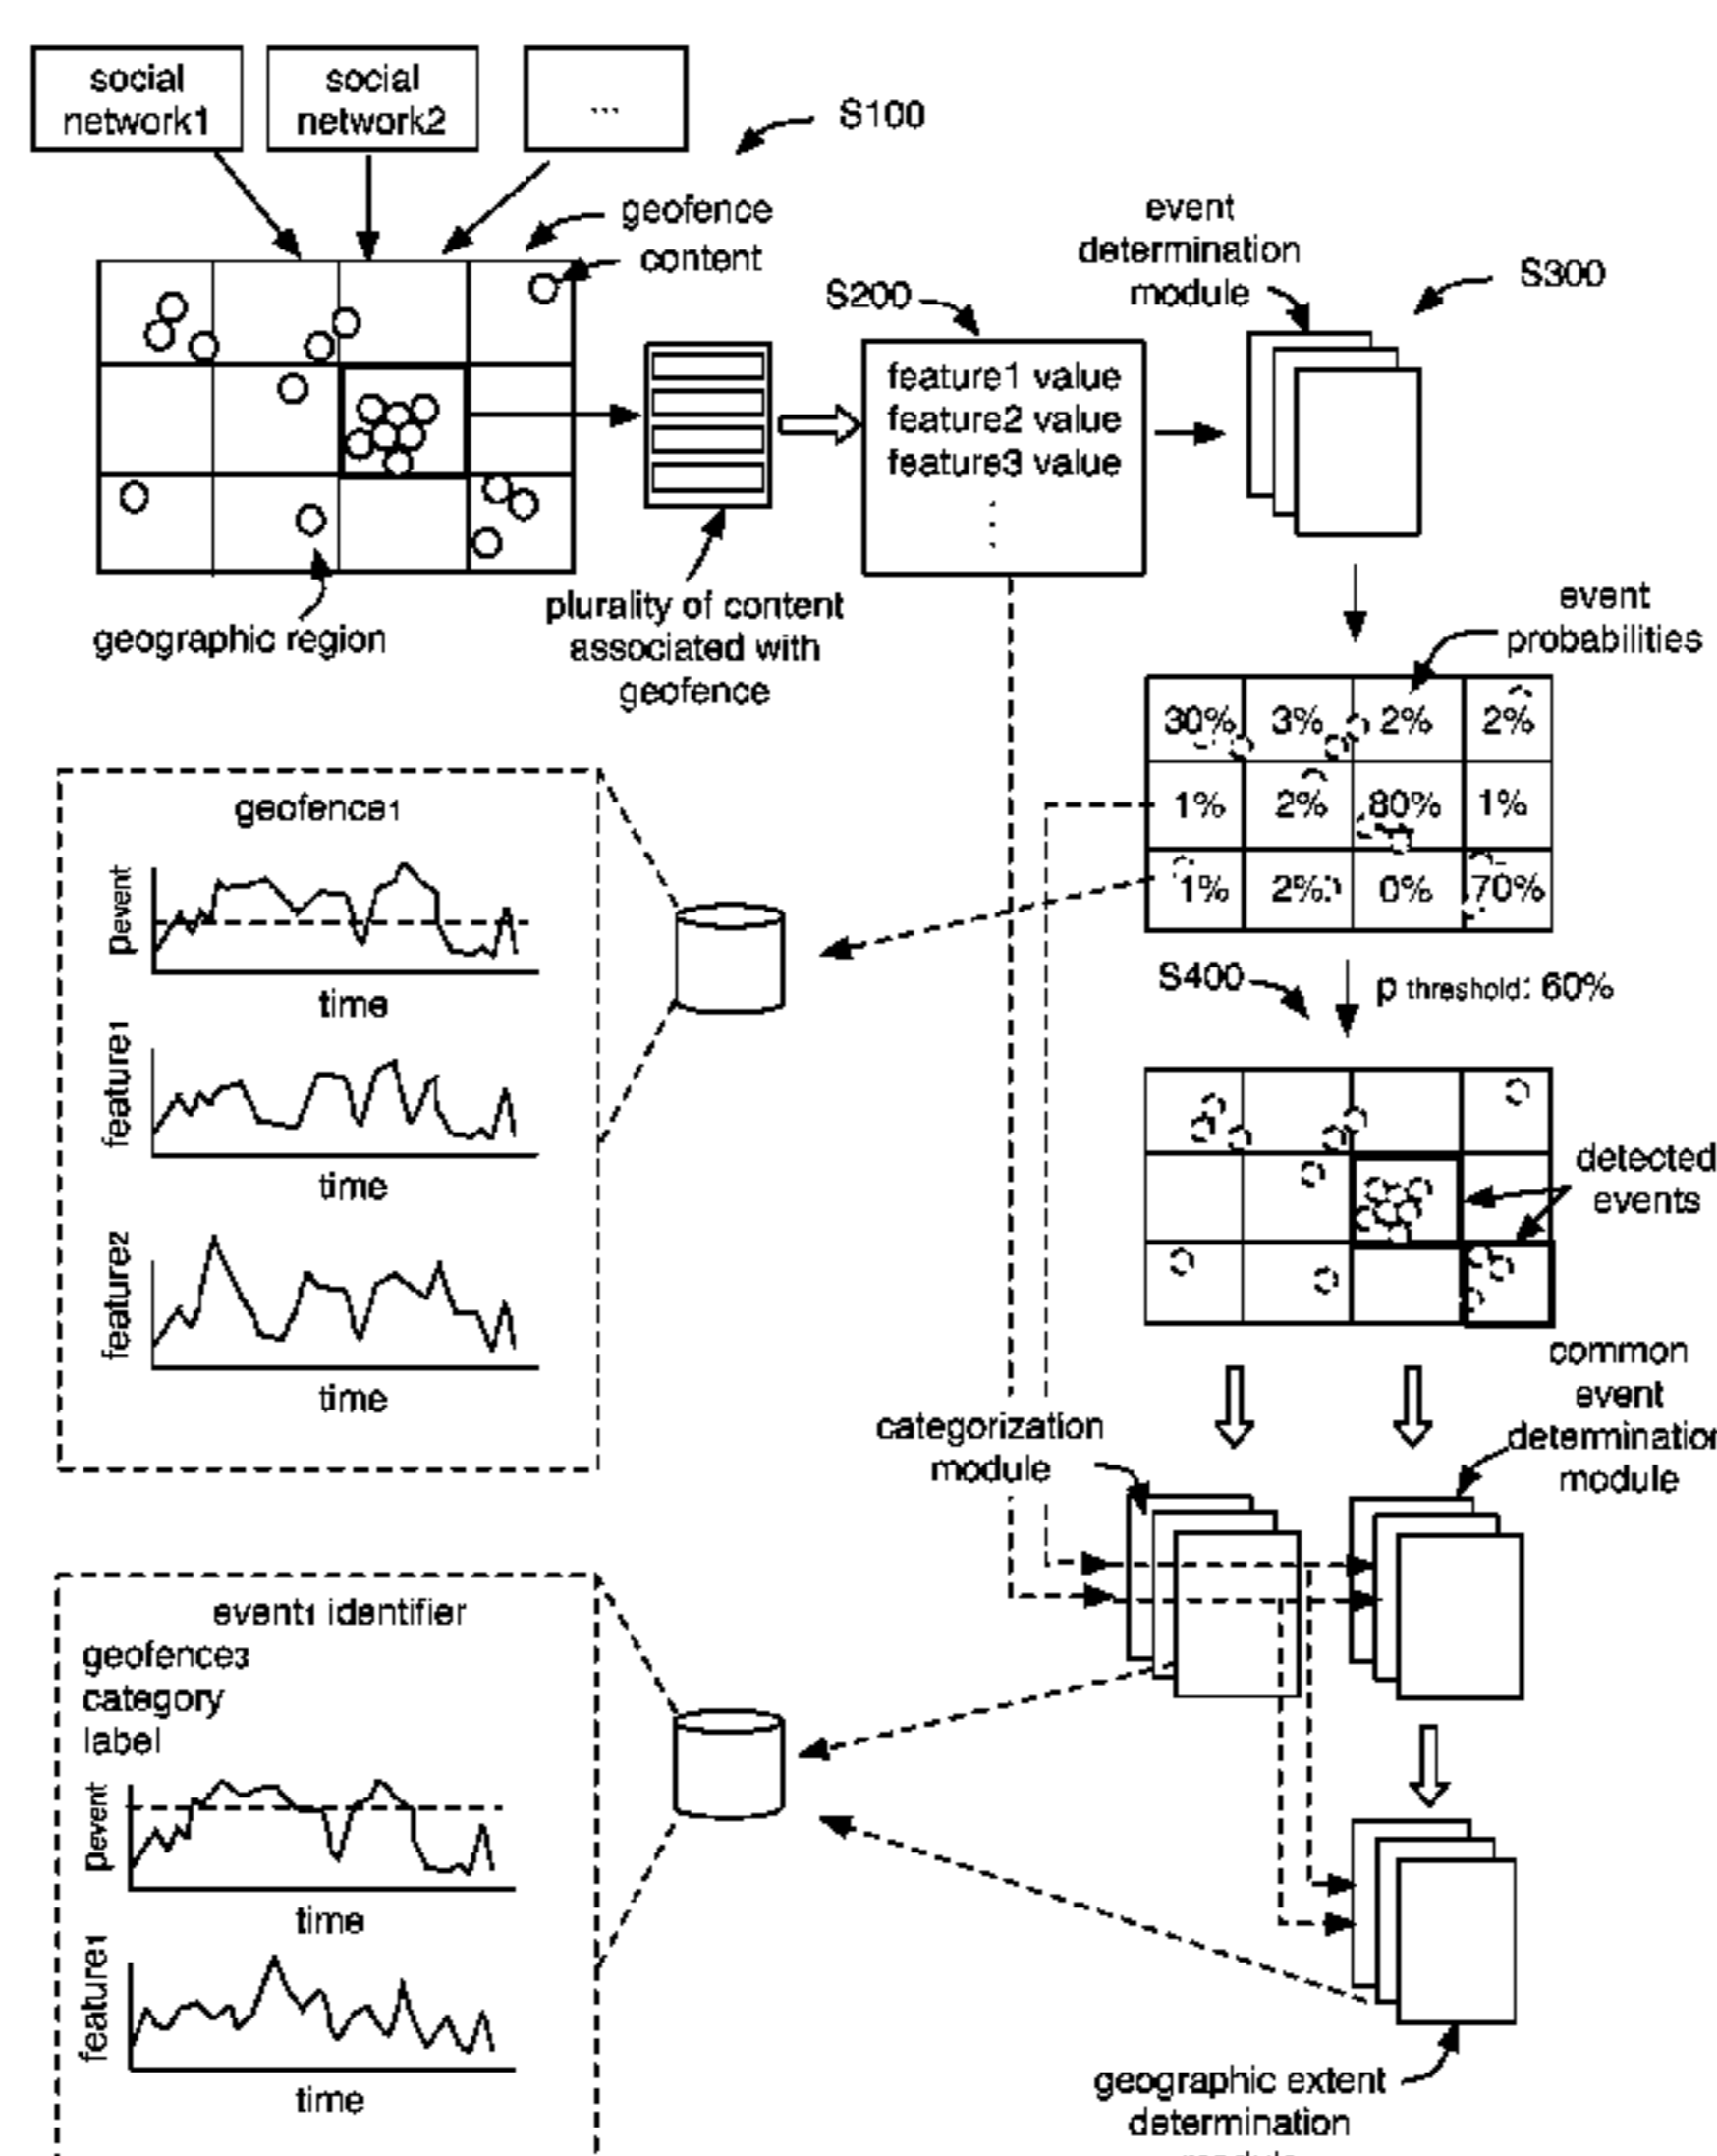 social
network1
social
network2
...
S100
geofence
content
S200
event
determination
module
S300
feature1 value
feature2 value
feature3 value
geographic region
plurality of content
associated with
geofence
event
probabilities
30% 3% 2% 2%
1% 2% 80% 1%
1% 2% 0% 70%
geofence1
pevent
time
feature1
time
feature2
time
S400
p threshold: 60%
detected
events
common
event
determination
module
categorization
module
event1 identifier
geofence3
category
label
pevent
time
feature1
time
geographic extent
determination